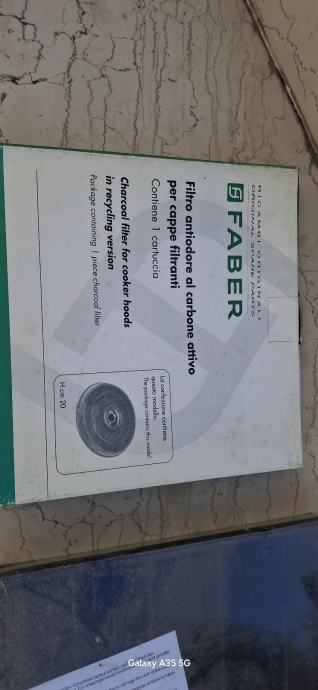 RICAMBI ORIGINALI
ORIGINAL SPARE PARTS
FABER
Filtro antiodore al carbone attivo
per cappe filtranti
Contiene 1 cartuccia
Charcoal filter for cooker hoods
in recycling version
Package containing 1 piece charcoal filter
La confezione contiene
questo modello.
The package contains this model
H cm 20
Galaxy A35 5G